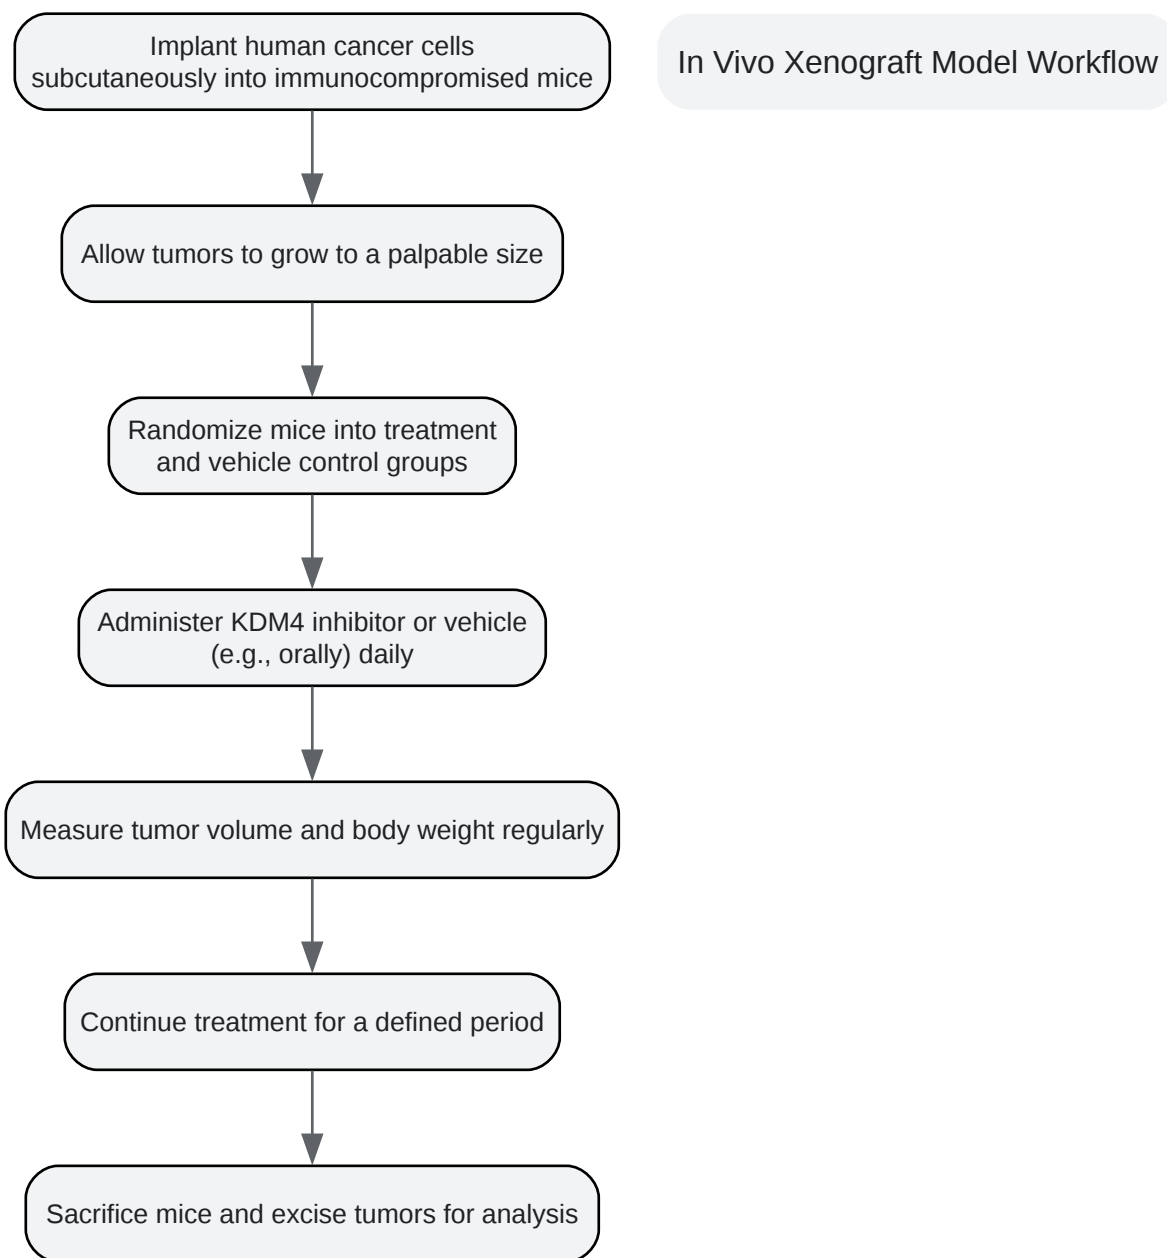 Implant human cancer cells
subcutaneously into immunocompromised mice
In Vivo Xenograft Model Workflow
Allow tumors to grow to a palpable size
Randomize mice into treatment
and vehicle control groups
Administer KDM4 inhibitor or vehicle
(e.g., orally) daily
Measure tumor volume and body weight regularly
Continue treatment for a defined period
Sacrifice mice and excise tumors for analysis